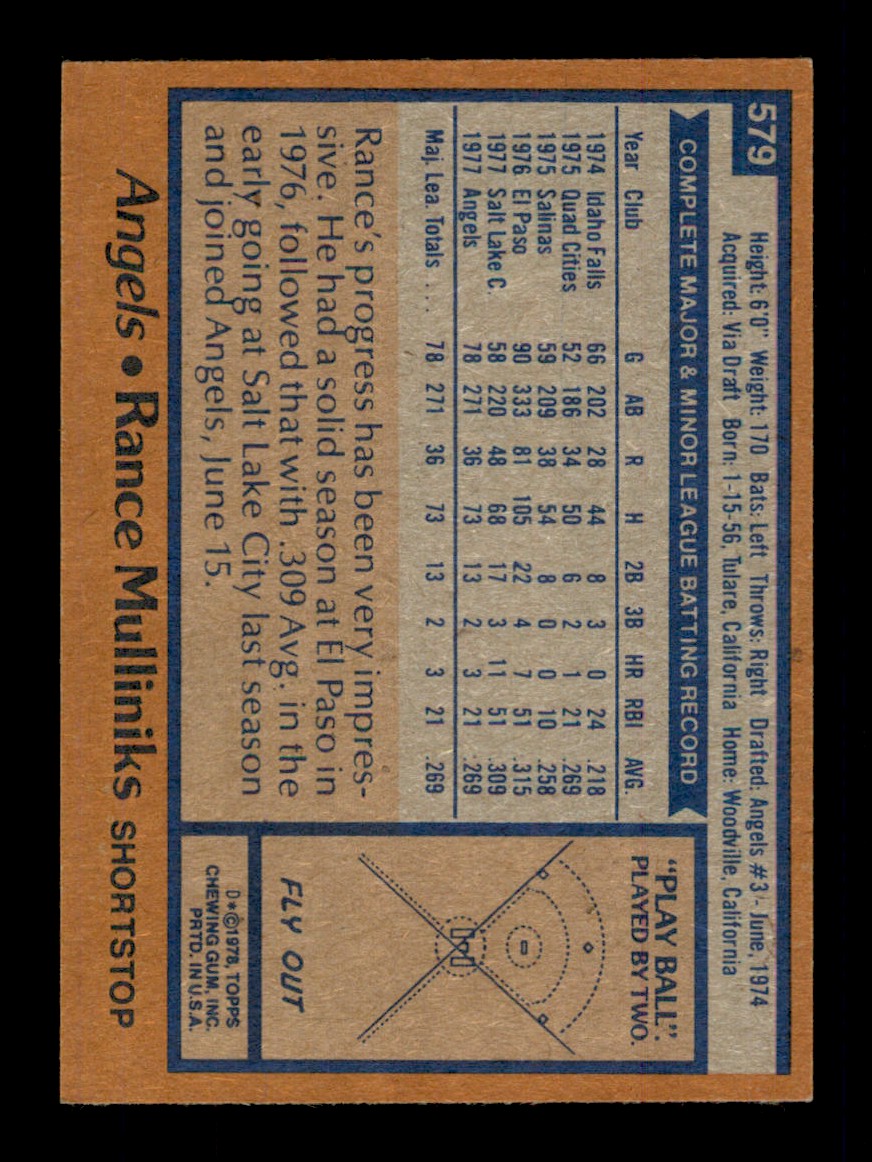 579
Height: 6'0" Weight: 170 Bats: Left Throws: Right Drafted: Angels #3 - June, 1974
Acquired: Via Draft Born: 1-15-56, Tulare, California Home: Woodville, California
COMPLETE MAJOR & MINOR LEAGUE BATTING RECORD
Year Club G AB R H 2B 3B HR RBI AVG.
1974 Idaho Falls 66 202 28 44 8 3 0 24 .218
1975 Quad Cities 52 186 34 50 6 2 1 21 .269
1975 Salinas 59 209 38 54 8 0 0 10 .258
1976 El Paso 90 333 81 105 22 4 7 51 .315
1977 Salt Lake C. 58 220 48 68 17 3 11 51 .309
1977 Angels 78 271 36 73 13 2 3 21 .269
Maj. Lea. Totals .... 78 271 36 73 13 2 3 21 .269
Rance's progress has been very impres-
sive. He had a solid season at El Paso in
1976, followed that with .309 Avg. in the
early going at Salt Lake City last season
and joined Angels, June 15.
"PLAY BALL".
PLAYED BY TWO.
FLY OUT
D*©1978, TOPPS
CHEWING GUM, INC.
PRTD. IN U.S.A.
Angels • Rance Mulliniks SHORTSTOP